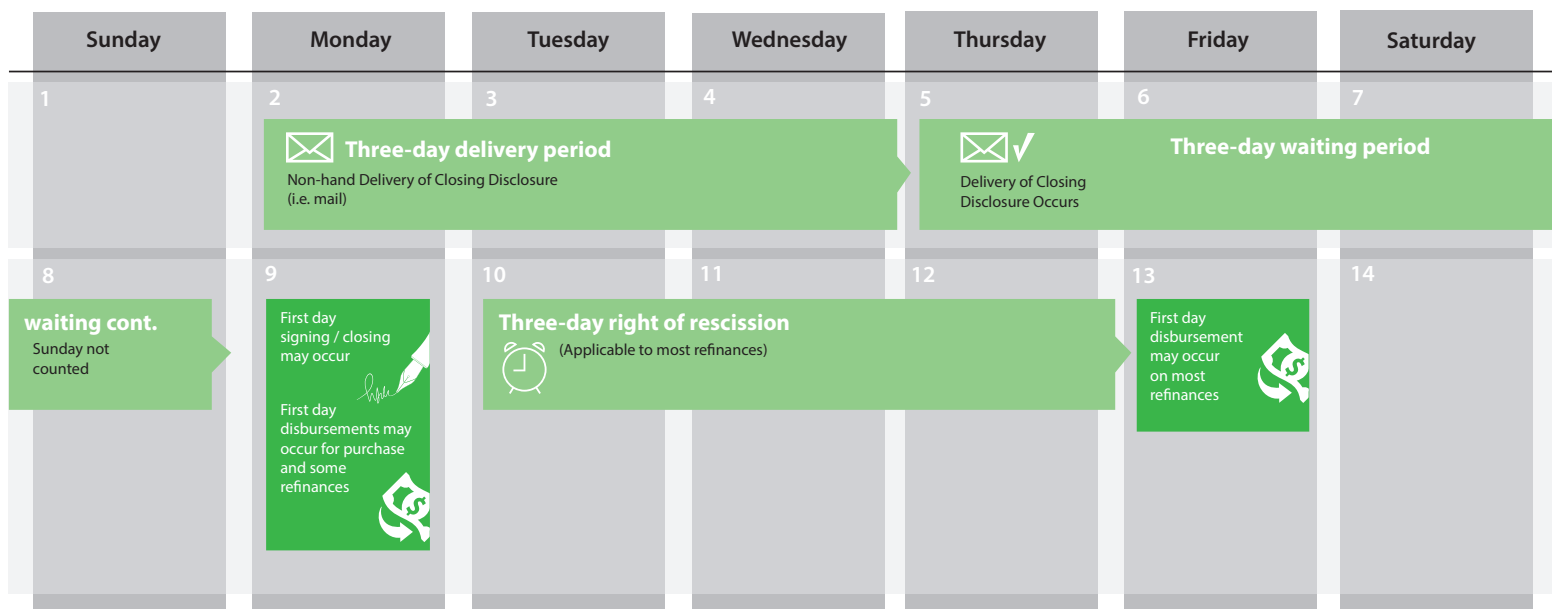 Sunday
Monday
Tuesday
Wednesday
Thursday
Friday
Saturday
1
2
3
4
5
6
7
Three-day delivery period
Non-hand Delivery of Closing Disclosure
(i.e. mail)
Delivery of Closing
Disclosure Occurs
Three-day waiting period
8
9
10
11
12
13
14
waiting cont.
Sunday not
counted
First day
signing / closing
may occur
First day
disbursements may
occur for purchase
and some
refinances
Three-day right of rescission
(Applicable to most refinances)
First day
disbursement
may occur
on most
refinances